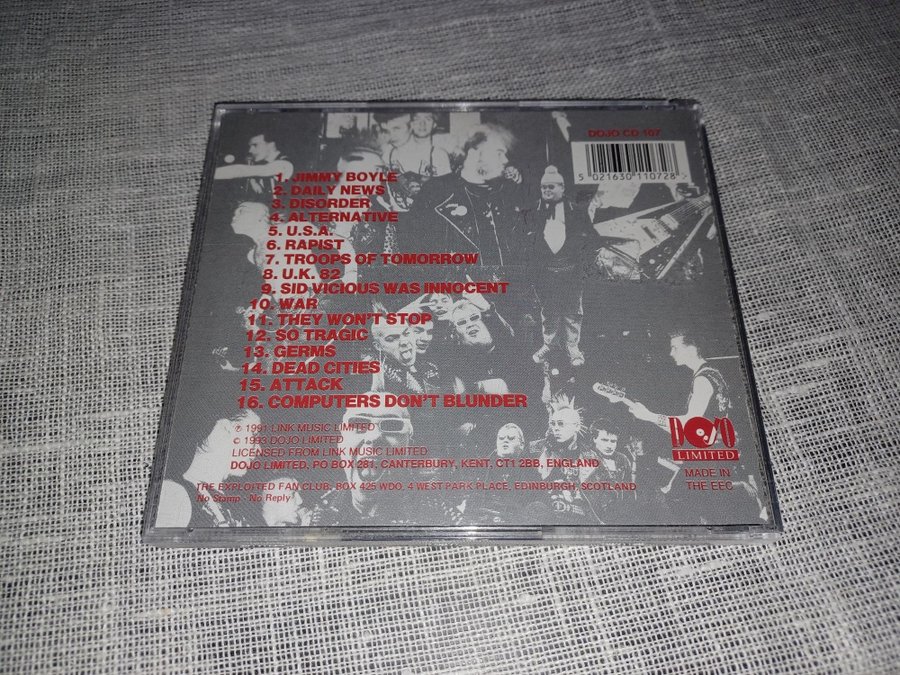 DOJO CD 107
5 021630 110728 >
1. JIMMY BOYLE
2. DAILY NEWS
3. DISORDER
4. ALTERNATIVE
5. U.S.A.
6. RAPIST
7. TROOPS OF TOMORROW
8. U.K. 82
9. SID VICIOUS WAS INNOCENT
10. WAR
11. THEY WON'T STOP
12. SO TRAGIC
13. GERMS
14. DEAD CITIES
15. ATTACK
16. COMPUTERS DON'T BLUNDER
℗ 1991 LINK MUSIC LIMITED
© 1993 DOJO LIMITED
LICENSED FROM LINK MUSIC LIMITED
DOJO LIMITED, PO BOX 281, CANTERBURY, KENT, CT1 2BB, ENGLAND
THE EXPLOITED FAN CLUB, BOX 425 WDO, 4 WEST PARK PLACE, EDINBURGH, SCOTLAND
No Stamp - No Reply
DOJO
LIMITED
MADE IN
THE EEC